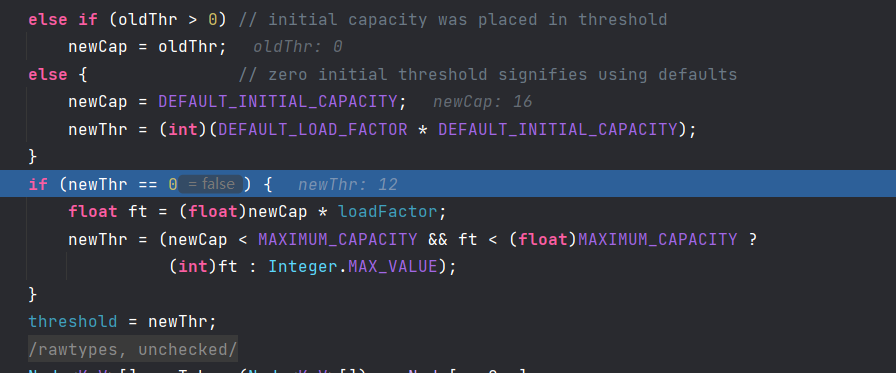 else if (oldThr > 0) // initial capacity was placed in threshold
newCap = oldThr; oldThr: 0
else { // zero initial threshold signifies using defaults
newCap = DEFAULT_INITIAL_CAPACITY; newCap: 16
newThr = (int)(DEFAULT_LOAD_FACTOR * DEFAULT_INITIAL_CAPACITY);
}
if (newThr == 0 = false ) { newThr: 12
float ft = (float)newCap * loadFactor;
newThr = (newCap < MAXIMUM_CAPACITY && ft < (float)MAXIMUM_CAPACITY ?
(int)ft : Integer.MAX_VALUE);
}
threshold = newThr;
/rawtypes, unchecked/